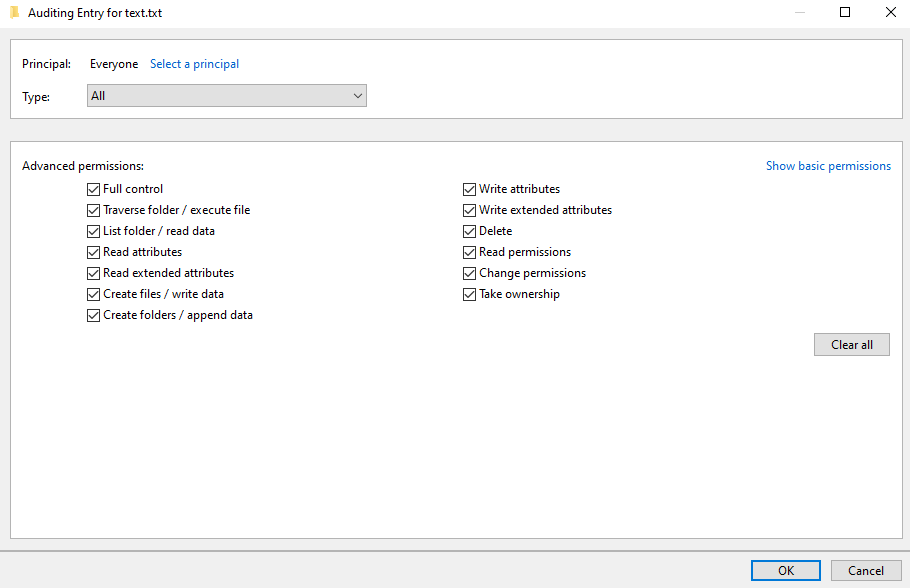 Auditing Entry for text.txt
Principal: Everyone Select a principal
Type: All
Advanced permissions: Show basic permissions
Full control Write attributes
Traverse folder / execute file Write extended attributes
List folder / read data Delete
Read attributes Read permissions
Read extended attributes Change permissions
Create files / write data Take ownership
Create folders / append data
Clear all
OK Cancel